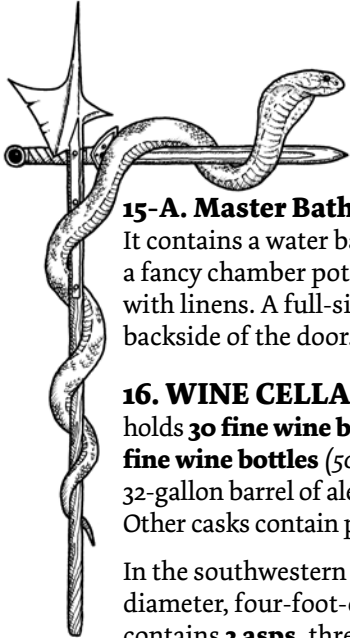 15-A. Master Bath
It contains a water ba
a fancy chamber pot
with linens. A full-si
backside of the door.
16. WINE CELLA
holds 30 fine wine b
fine wine bottles (50
32-gallon barrel of ale
Other casks contain p
In the southwestern
diameter, four-foot-
contains 2 asps, thre